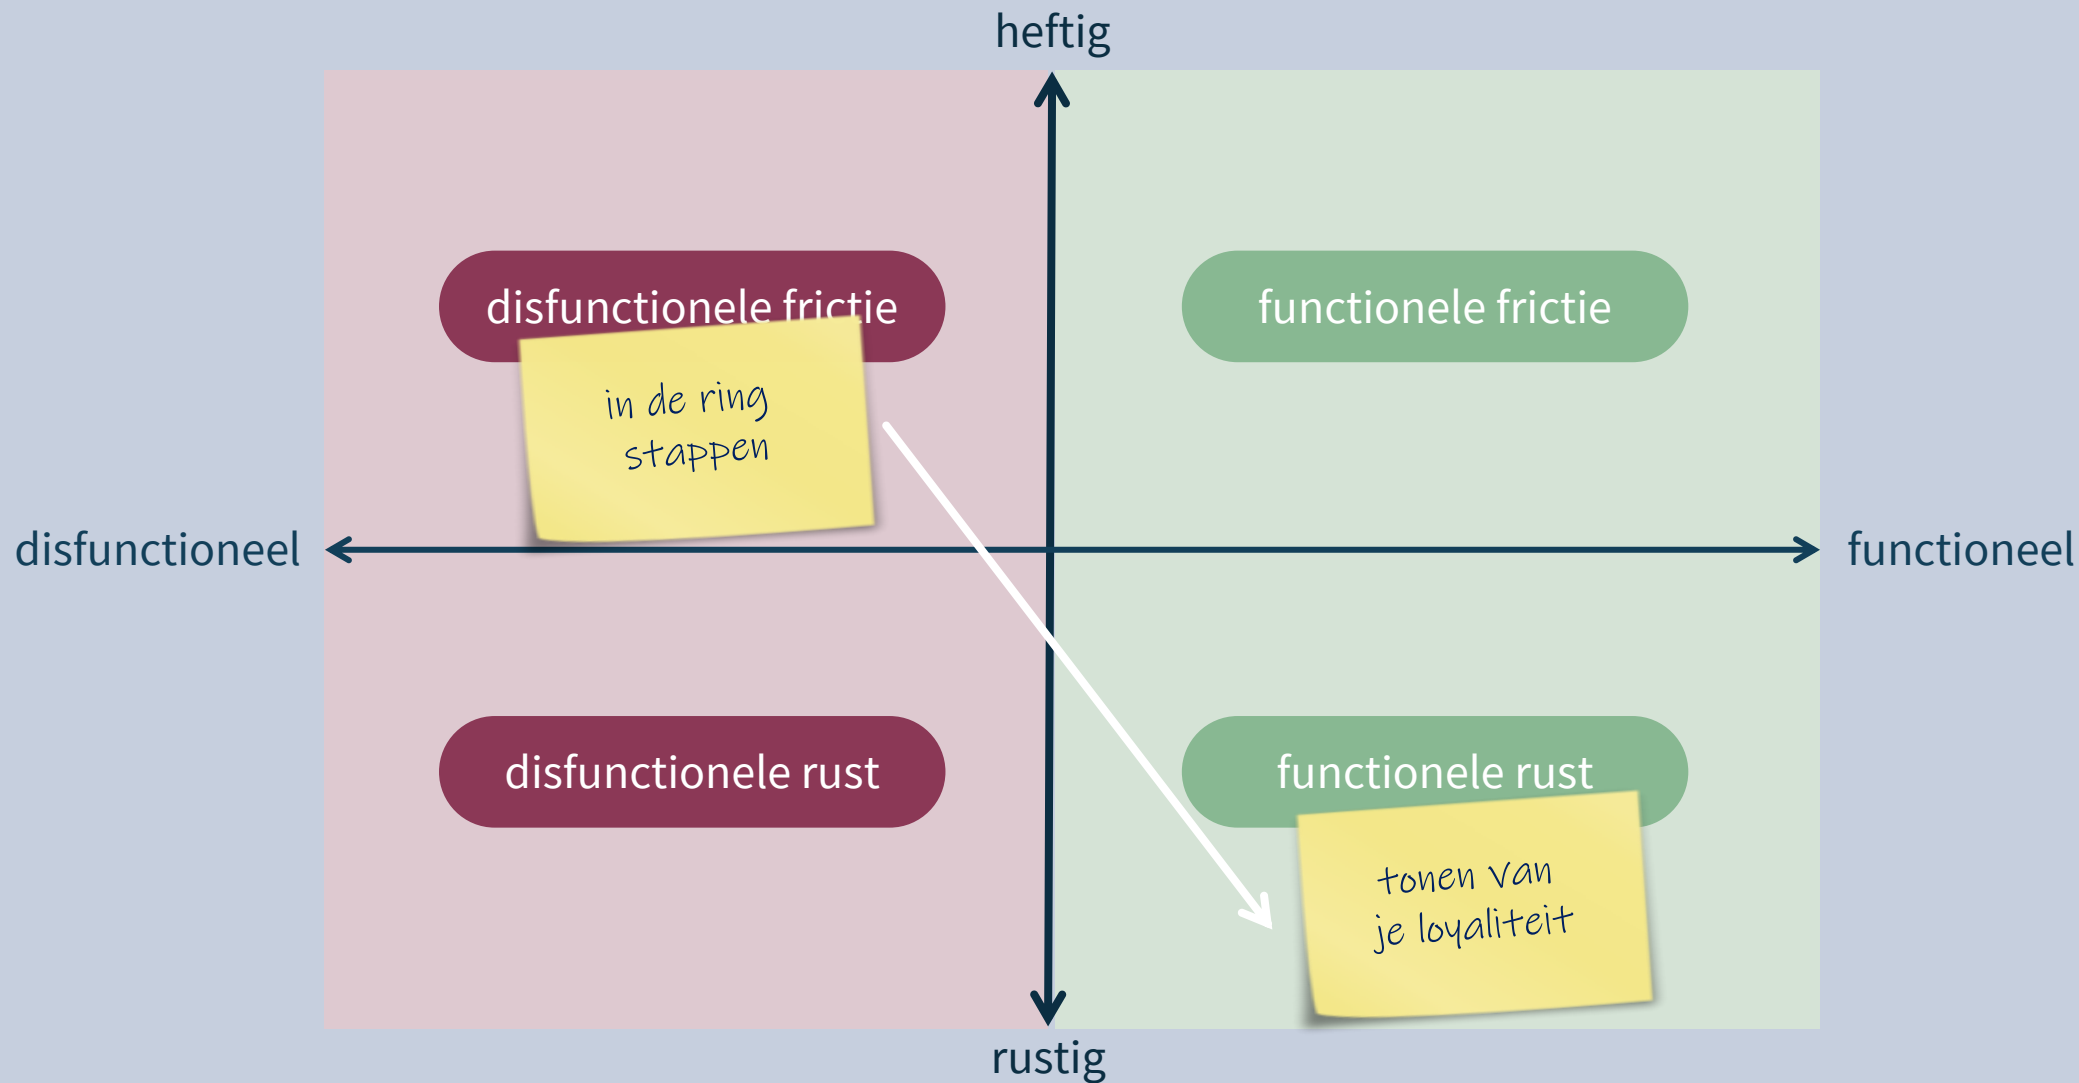 heftig
disfunctionele frictie
functionele frictie
in de ring
stappen
disfunctioneel
functioneel
disfunctionele rust
functionele rust
tonen van
je loyaliteit
rustig